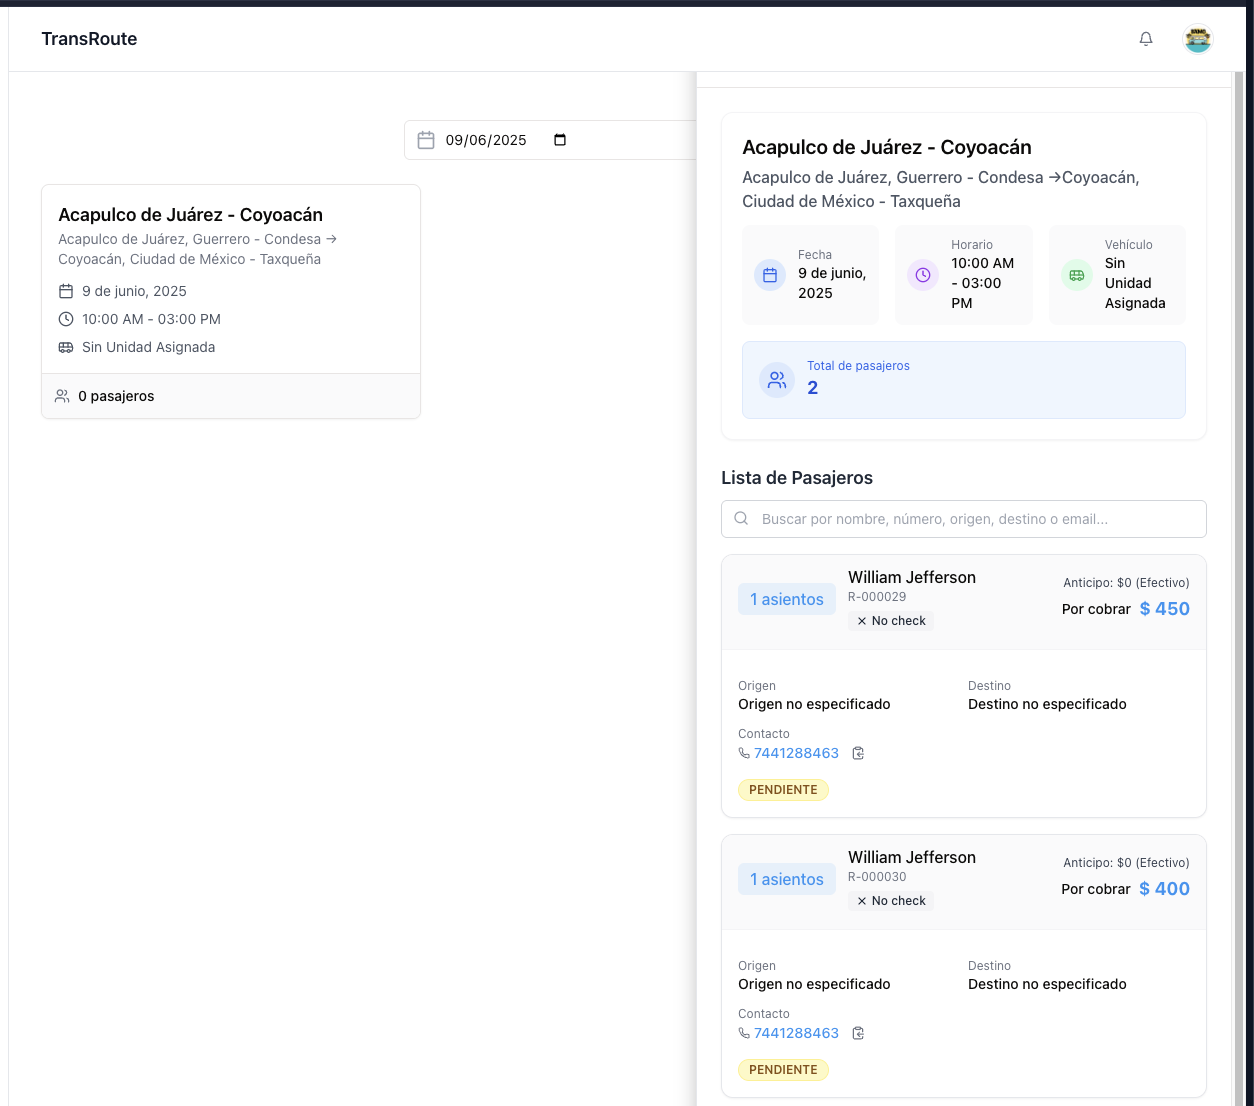 TransRoute
09/06/2025
Acapulco de Juárez - Coyoacán
Acapulco de Juárez, Guerrero - Condesa →
Coyoacán, Ciudad de México - Taxqueña
9 de junio, 2025
10:00 AM - 03:00 PM
Sin Unidad Asignada
0 pasajeros
Acapulco de Juárez - Coyoacán
Acapulco de Juárez, Guerrero - Condesa →Coyoacán,
Ciudad de México - Taxqueña
Fecha
9 de junio,
2025
Horario
10:00 AM
- 03:00
PM
Vehículo
Sin
Unidad
Asignada
Total de pasajeros
2
Lista de Pasajeros
Buscar por nombre, número, origen, destino o email...
1 asientos
William Jefferson
R-000029
No check
Anticipo: $0 (Efectivo)
Por cobrar $ 450
Origen
Origen no especificado
Destino
Destino no especificado
Contacto
7441288463
PENDIENTE
1 asientos
William Jefferson
R-000030
No check
Anticipo: $0 (Efectivo)
Por cobrar $ 400
Origen
Origen no especificado
Destino
Destino no especificado
Contacto
7441288463
PENDIENTE